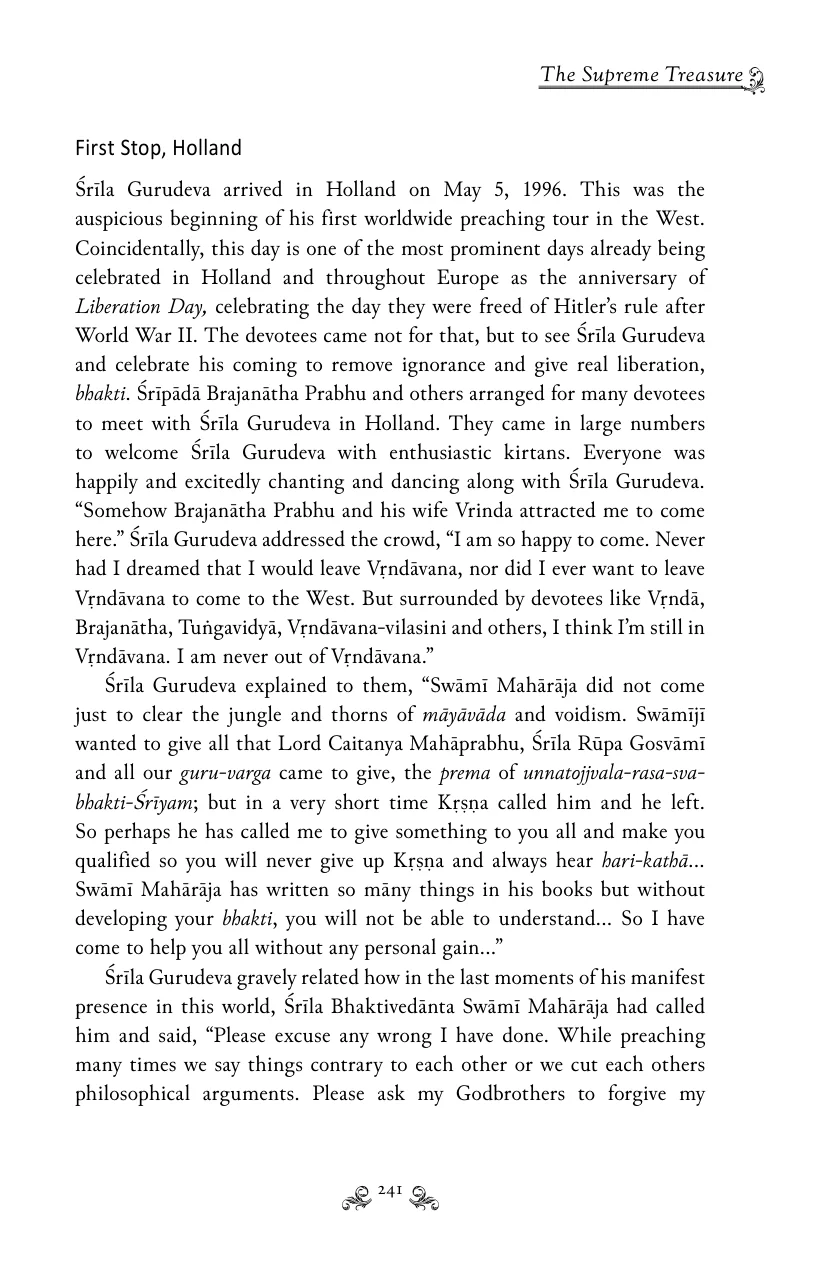 The Supreme Treasure
First Stop, Holland
Śrīla Gurudeva arrived in Holland on May 5, 1996. This was the
auspicious beginning of his first worldwide preaching tour in the West.
Coincidentally, this day is one of the most prominent days already being
celebrated in Holland and throughout Europe as the anniversary of
Liberation Day, celebrating the day they were freed of Hitler’s rule after
World War II. The devotees came not for that, but to see Śrīla Gurudeva
and celebrate his coming to remove ignorance and give real liberation,
bhakti. Śrīpādā Brajanātha Prabhu and others arranged for many devotees
to meet with Śrīla Gurudeva in Holland. They came in large numbers
to welcome Śrīla Gurudeva with enthusiastic kirtans. Everyone was
happily and excitedly chanting and dancing along with Śrīla Gurudeva.
“Somehow Brajanātha Prabhu and his wife Vrinda attracted me to come
here.” Śrīla Gurudeva addressed the crowd, “I am so happy to come. Never
had I dreamed that I would leave Vṛndāvana, nor did I ever want to leave
Vṛndāvana to come to the West. But surrounded by devotees like Vṛndā,
Brajanātha, Tuṅgavidyā, Vṛndāvana-vilasini and others, I think I’m still in
Vṛndāvana. I am never out of Vṛndāvana.”
Śrīla Gurudeva explained to them, “Swāmī Mahārāja did not come
just to clear the jungle and thorns of māyāvāda and voidism. Swāmījī
wanted to give all that Lord Caitanya Mahāprabhu, Śrīla Rūpa Gosvāmī
and all our guru-varga came to give, the prema of unnatojjvala-rasa-sva-
bhakti-Śrīyam; but in a very short time Kṛṣṇa called him and he left.
So perhaps he has called me to give something to you all and make you
qualified so you will never give up Kṛṣṇa and always hear hari-kathā...
Swāmī Mahārāja has written so māny things in his books but without
developing your bhakti, you will not be able to understand... So I have
come to help you all without any personal gain...”
Śrīla Gurudeva gravely related how in the last moments of his manifest
presence in this world, Śrīla Bhaktivedānta Swāmī Mahārāja had called
him and said, “Please excuse any wrong I have done. While preaching
many times we say things contrary to each other or we cut each others
philosophical arguments. Please ask my Godbrothers to forgive my
241